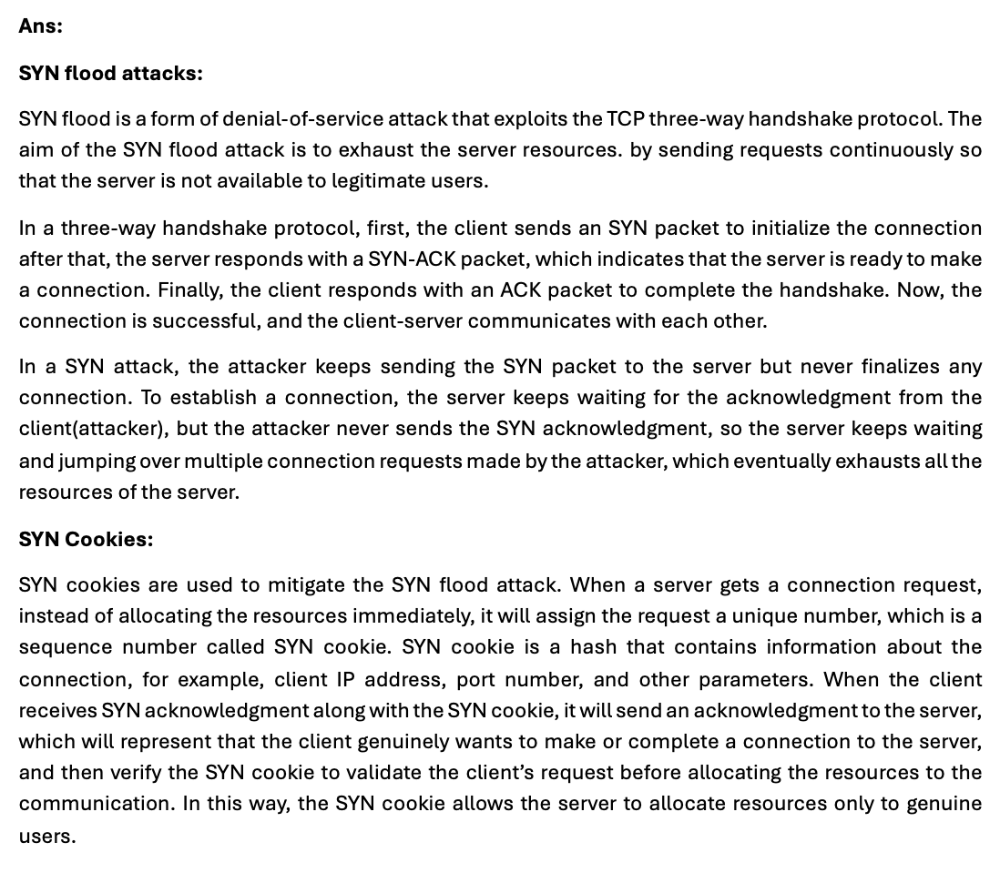 Ans:
SYN flood attacks:
SYN flood is a form of denial-of-service attack that exploits the TCP three-way handshake protocol. The
aim of the SYN flood attack is to exhaust the server resources. by sending requests continuously so
that the server is not available to legitimate users.
In a three-way handshake protocol, first, the client sends an SYN packet to initialize the connection
after that, the server responds with a SYN-ACK packet, which indicates that the server is ready to make
a connection. Finally, the client responds with an ACK packet to complete the handshake. Now, the
connection is successful, and the client-server communicates with each other.
In a SYN attack, the attacker keeps sending the SYN packet to the server but never finalizes any
connection. To establish a connection, the server keeps waiting for the acknowledgment from the
client(attacker), but the attacker never sends the SYN acknowledgment, so the server keeps waiting
and jumping over multiple connection requests made by the attacker, which eventually exhausts all the
resources of the server.
SYN Cookies:
SYN cookies are used to mitigate the SYN flood attack. When a server gets a connection request,
instead of allocating the resources immediately, it will assign the request a unique number, which is a
sequence number called SYN cookie. SYN cookie is a hash that contains information about the
connection, for example, client IP address, port number, and other parameters. When the client
receives SYN acknowledgment along with the SYN cookie, it will send an acknowledgment to the server,
which will represent that the client genuinely wants to make or complete a connection to the server,
and then verify the SYN cookie to validate the client’s request before allocating the resources to the
communication. In this way, the SYN cookie allows the server to allocate resources only to genuine
users.